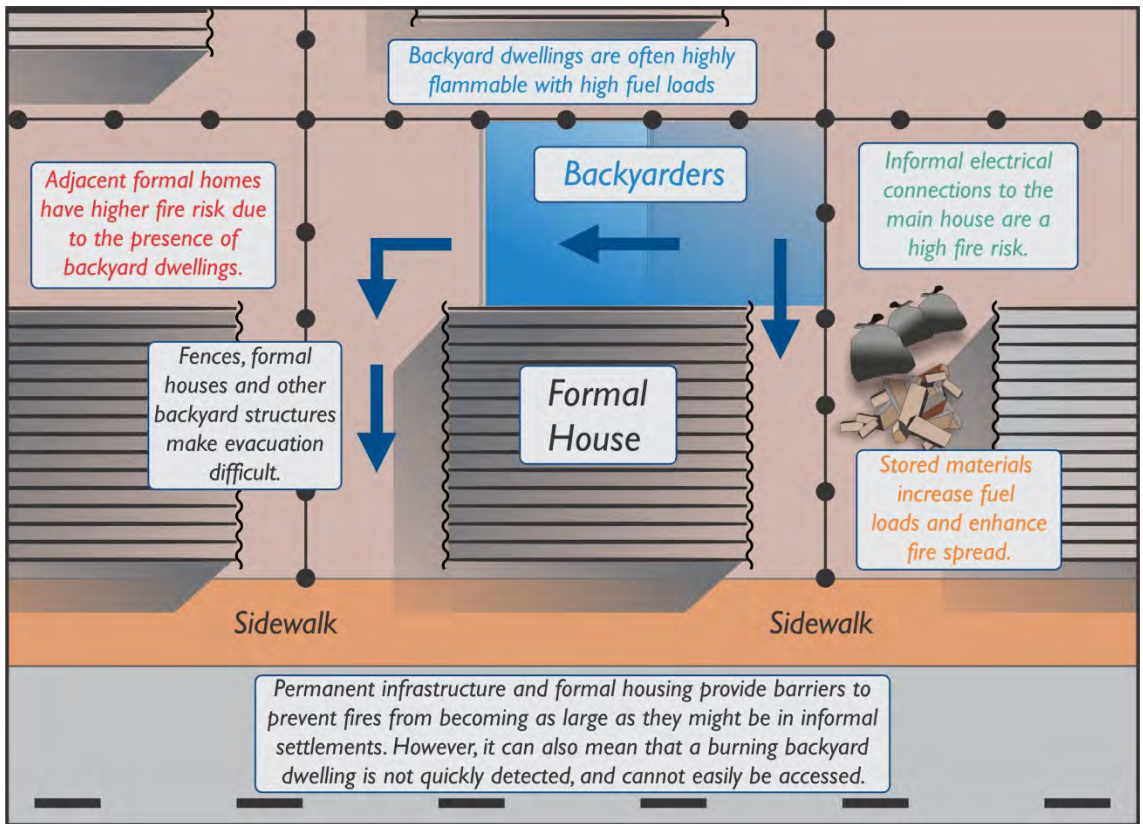 Backyard dwellings are often highly
flammable with high fuel loads
Adjacent formal homes
have higher fire risk due
to the presence of
backyard dwellings.
Backyarders
Informal electrical
connections to the
main house are a
high fire risk.
Fences, formal
houses and other
backyard structures
make evacuation
difficult.
Formal
House
Stored materials
increase fuel
loads and enhance
fire spread.
Sidewalk
Sidewalk
Permanent infrastructure and formal housing provide barriers to
prevent fires from becoming as large as they might be in informal
settlements. However, it can also mean that a burning backyard
dwelling is not quickly detected, and cannot easily be accessed.